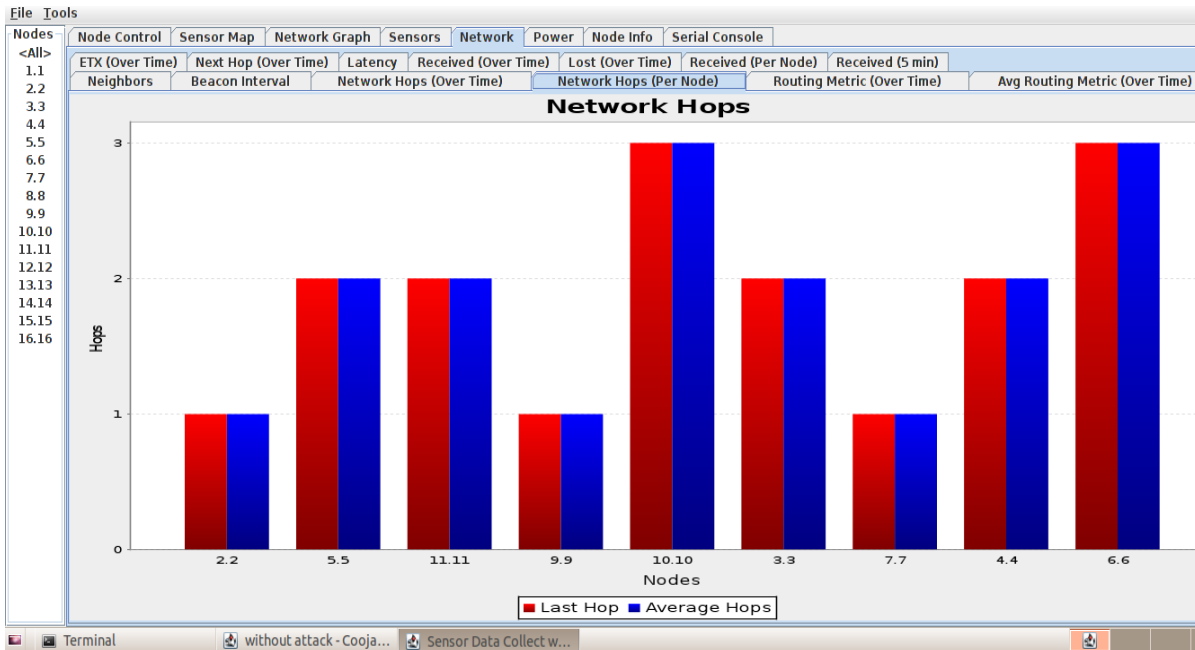 File Tools
Nodes
<All>
1.1
2.2
3.3
4.4
5.5
6.6
7.7
8.8
9.9
10.10
11.11
12.12
13.13
14.14
15.15
16.16
Node Control Sensor Map Network Graph Sensors Network Power Node Info Serial Console
ETX (Over Time) Next Hop (Over Time) Latency Received (Over Time) Lost (Over Time) Received (Per Node) Received (5 min)
Neighbors Beacon Interval Network Hops (Over Time) Network Hops (Per Node) Routing Metric (Over Time) Avg Routing Metric (Over Time)
Network Hops
3
2
1
0
Hops
2.2 5.5 11.11 9.9 10.10 3.3 7.7 4.4 6.6
Nodes
Last Hop Average Hops
Terminal without attack - Cooja... Sensor Data Collect w...